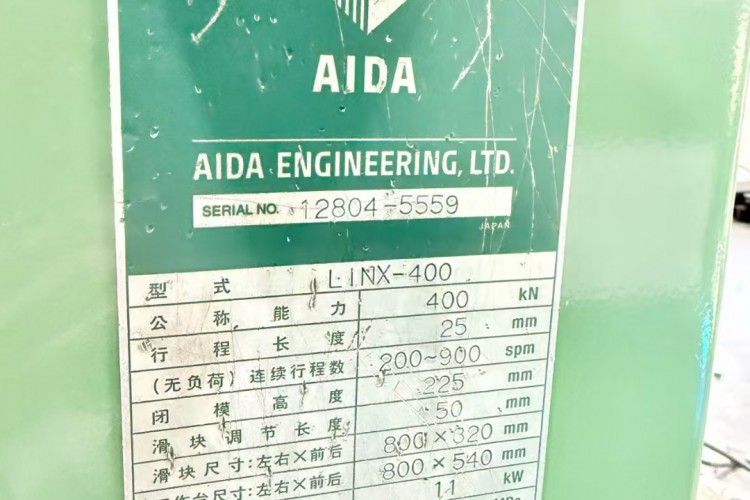 AIDA
AIDA ENGINEERING, LTD.
SERIAL NO. 12804-5559
JAPAN
型式 LINX-400
公称能力 400 kN
行程长度 25 mm
(无负荷)连续行程数 200~900 spm
闭模高度 225 mm
滑块调节长度 50 mm
滑块尺寸:左右×前后 800×320 mm
工作台尺寸:左右×前后 800×540 mm
11 kW